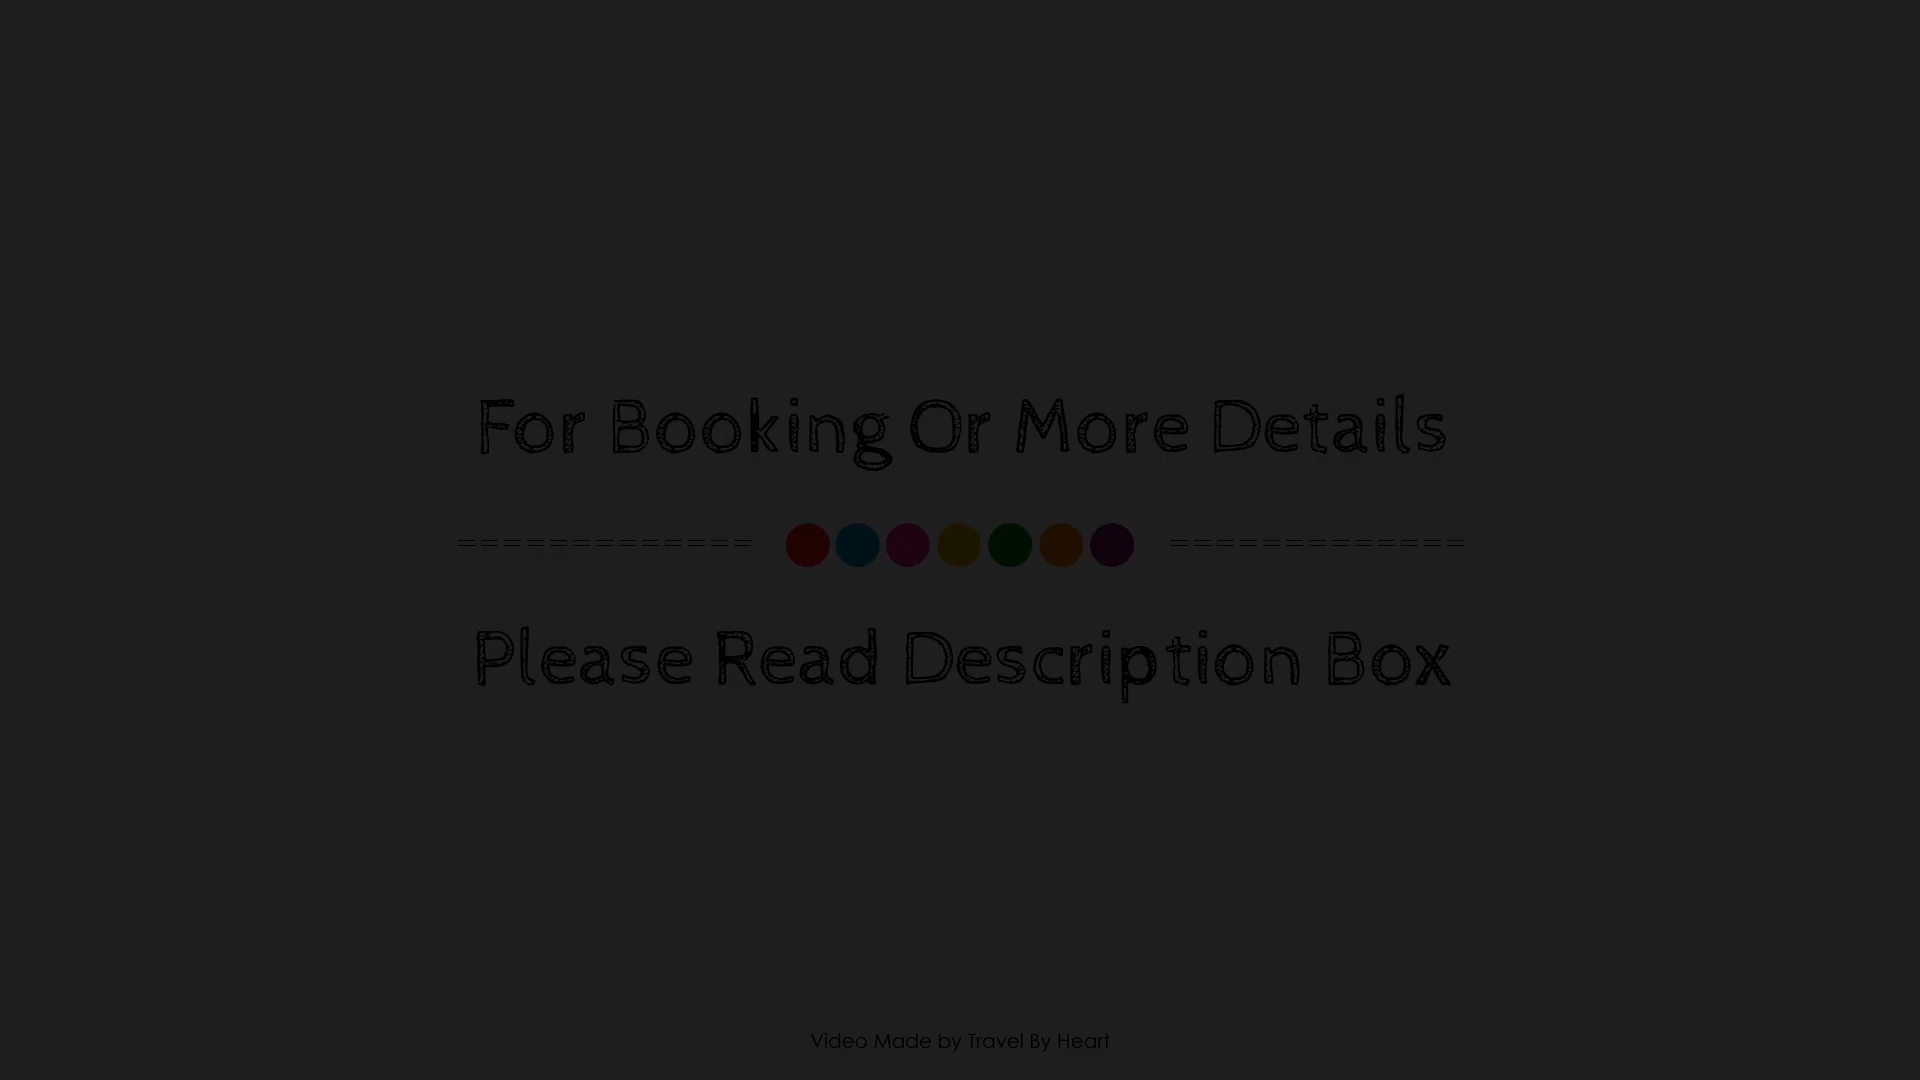 For Booking Or More Details
============= =============
Please Read Description Box
Video Made by Travel By Heart